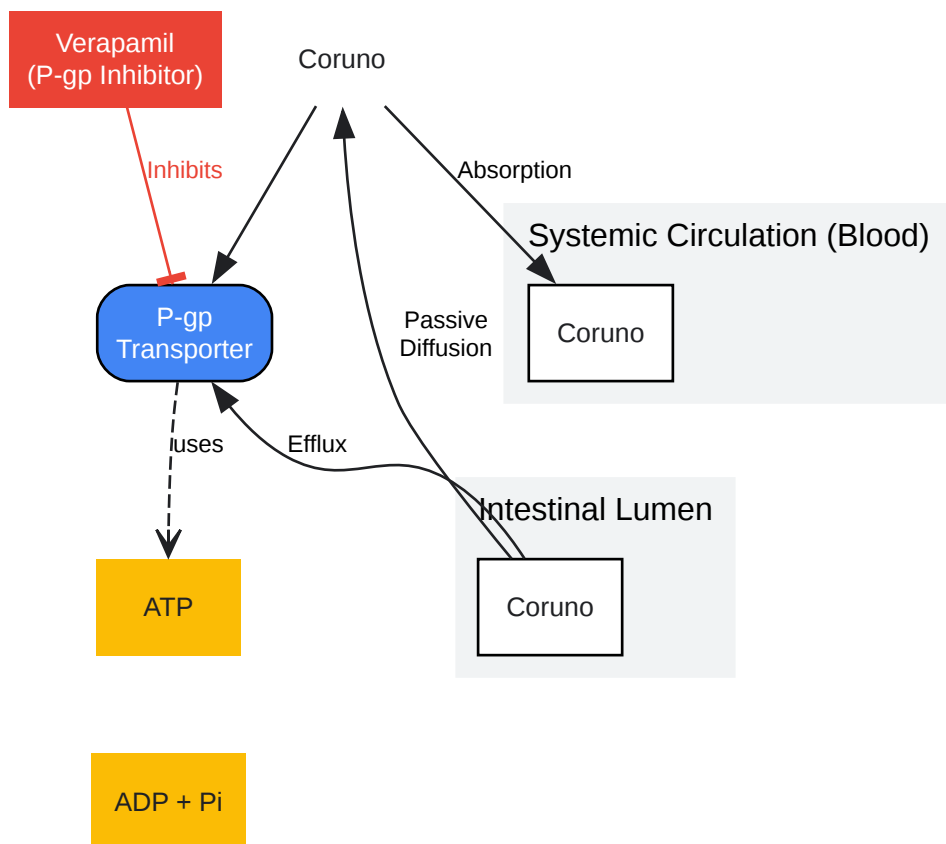 Verapamil
(P-gp Inhibitor)
Coruno
Inhibits
Absorption
Systemic Circulation (Blood)
Coruno
P-gp
Transporter
Passive
Diffusion
uses
Efflux
Intestinal Lumen
ATP
Coruno
ADP + Pi